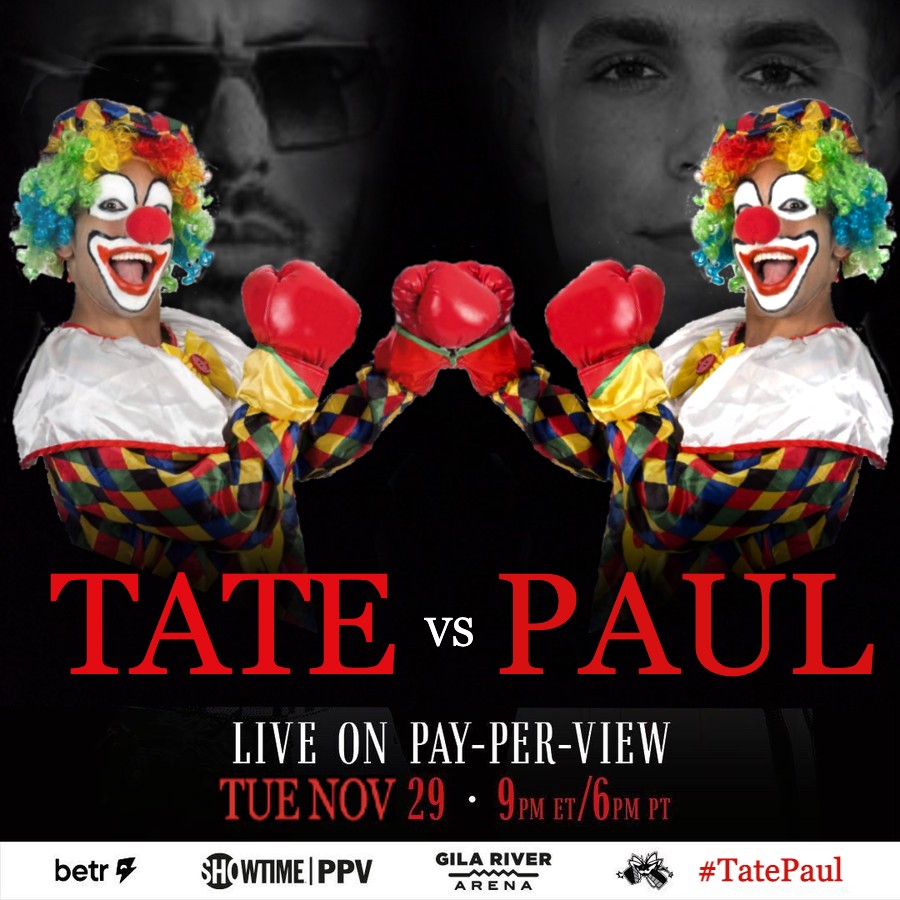 TATE vs PAUL
LIVE ON PAY-PER-VIEW
TUE NOV 29 · 9PM ET/6PM PT
betr SHOWTIME | PPV GILA RIVER ARENA #TatePaul